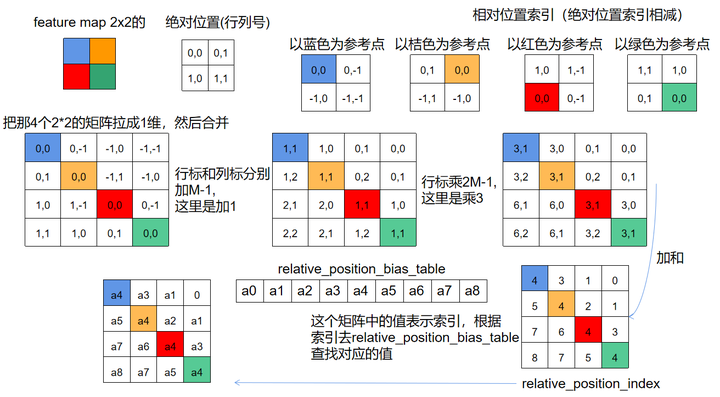 feature map 2x2的
绝对位置(行列号)
0,0 0,1
1,0 1,1
相对位置索引（绝对位置索引相减）
以蓝色为参考点 以桔色为参考点 以红色为参考点 以绿色为参考点
0,0 0,-1
-1,0 -1,-1
0,1 0,0
-1,1 -1,0
1,0 1,-1
0,0 0,-1
1,1 1,0
0,1 0,0
把那4个2*2的矩阵拉成1维，然后合并
0,0 0,-1 -1,0 -1,-1
0,1 0,0 -1,1 -1,0
1,0 1,-1 0,0 0,-1
1,1 1,0 0,1 0,0
行标和列标分别
加M-1,
这里是加1
1,1 1,0 0,1 0,0
1,2 1,1 0,2 0,1
2,1 2,0 1,1 1,0
2,2 2,1 1,2 1,1
行标乘2M-1,
这里是乘3
3,1 3,0 0,1 0,0
3,2 3,1 0,2 0,1
6,1 6,0 3,1 3,0
6,2 6,1 3,2 3,1
加和
4 3 1 0
5 4 2 1
7 6 4 3
8 7 5 4
relative_position_index
relative_position_bias_table
a0 a1 a2 a3 a4 a5 a6 a7 a8
这个矩阵中的值表示索引，根据
索引去relative_position_bias_table
查找对应的值
a4 a3 a1 0
a5 a4 a2 a1
a7 a6 a4 a3
a8 a7 a5 a4